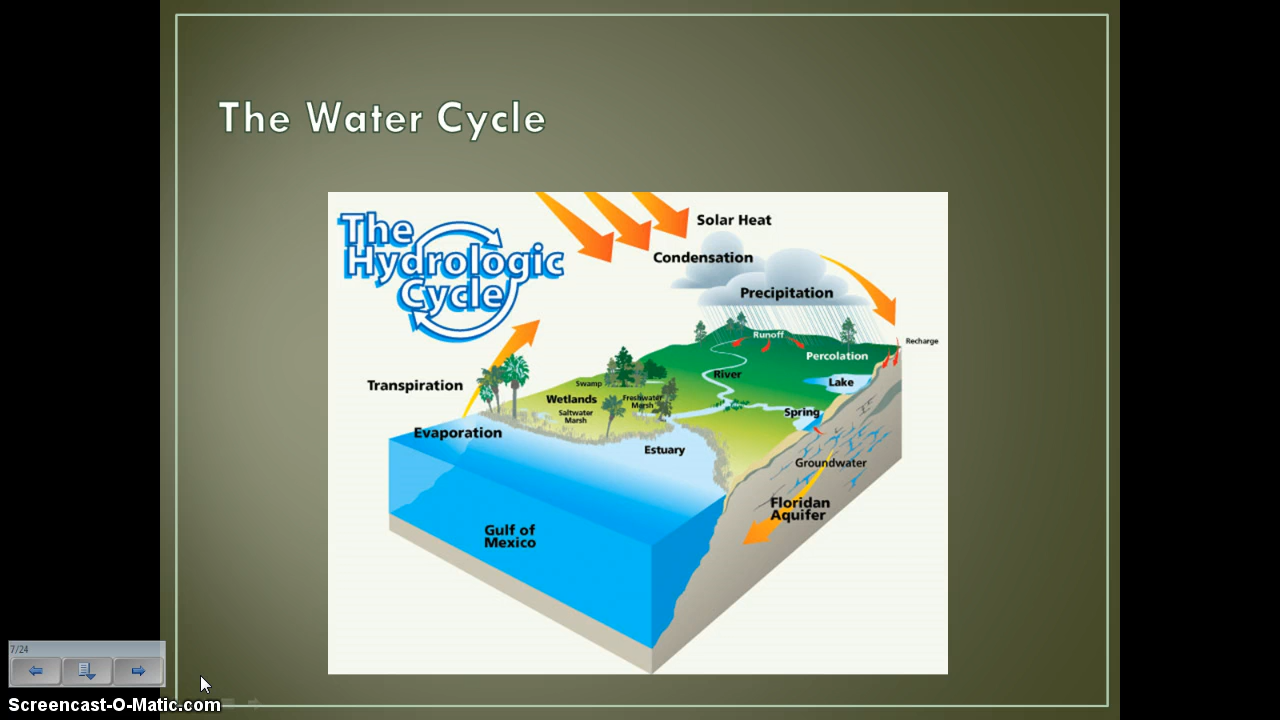 The Water Cycle
The
Hydrologic
Cycle
Solar Heat
Condensation
Precipitation
Runoff
Recharge
Percolation
River
Lake
Transpiration
Swamp
Wetlands
Freshwater
Marsh
Saltwater
Marsh
Spring
Evaporation
Estuary
Groundwater
Floridan
Aquifer
Gulf of
Mexico
7/24
Screencast-O-Matic.com